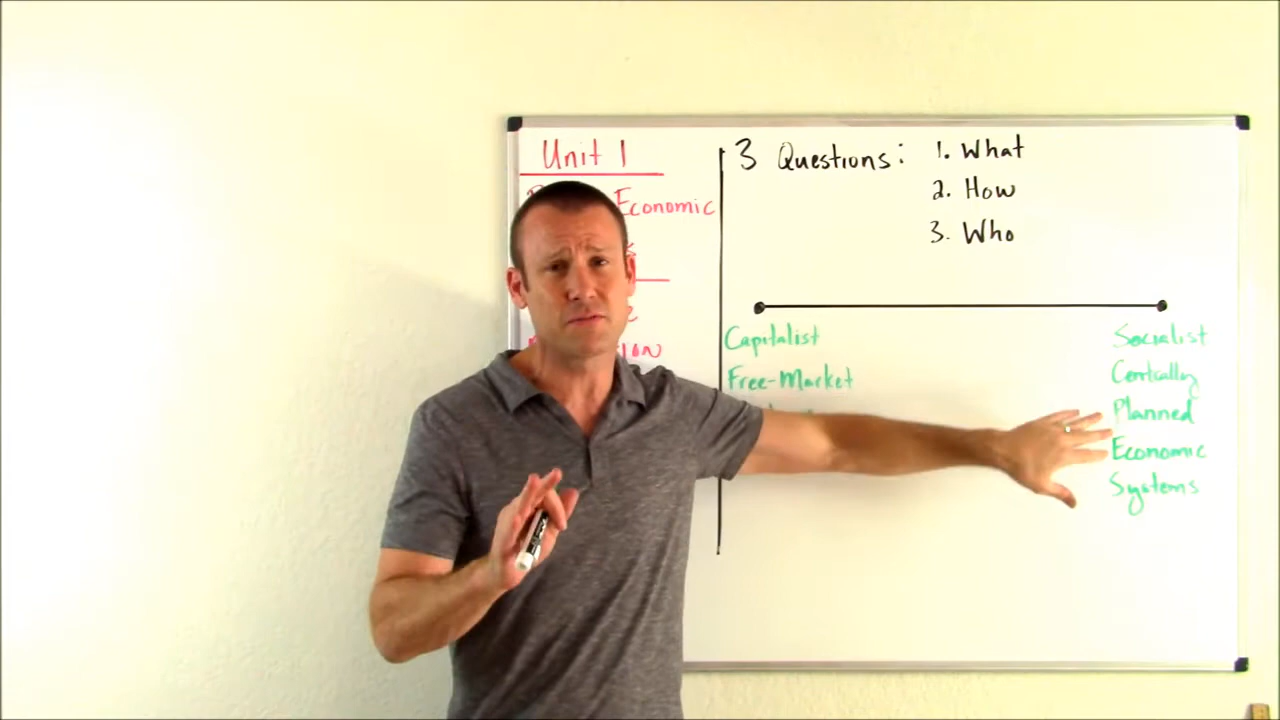 Unit 1
Economic
3 Questions: 1. What
2. How
3. Who
Capitalist
Free-Market
Socialist
Centrally
Planned
Economic
Systems